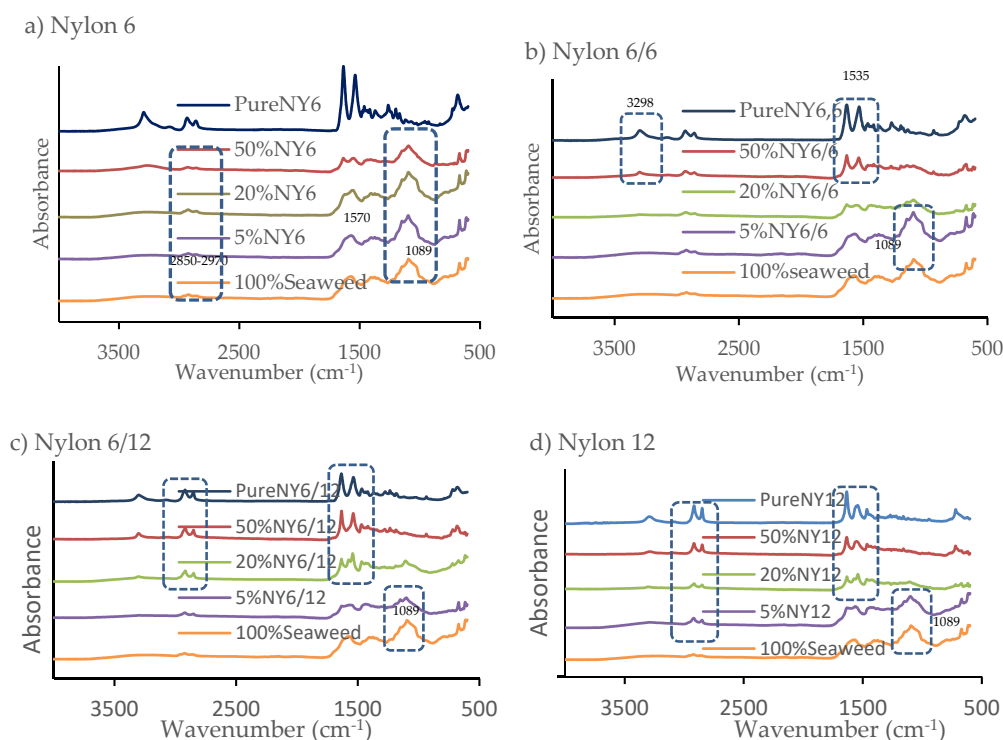 a) Nylon 6
PureNY6
50%NY6
20%NY6
5%NY6
100%Seaweed
1570
1089
2850-2970
Absorbance
3500 2500 1500 500
Wavenumber (cm-1)
b) Nylon 6/6
3298
1535
PureNY6,6
50%NY6/6
20%NY6/6
5%NY6/6
100%seaweed
1089
Absorbance
3500 2500 1500 500
Wavenumber (cm-1)
c) Nylon 6/12
PureNY6/12
50%NY6/12
20%NY6/12
5%NY6/12
100%Seaweed
1089
Absorbance
3500 2500 1500 500
Wavenumber (cm-1)
d) Nylon 12
PureNY12
50%NY12
20%NY12
5%NY12
100%Seaweed
1089
Absorbance
3500 2500 1500 500
Wavenumber (cm-1)